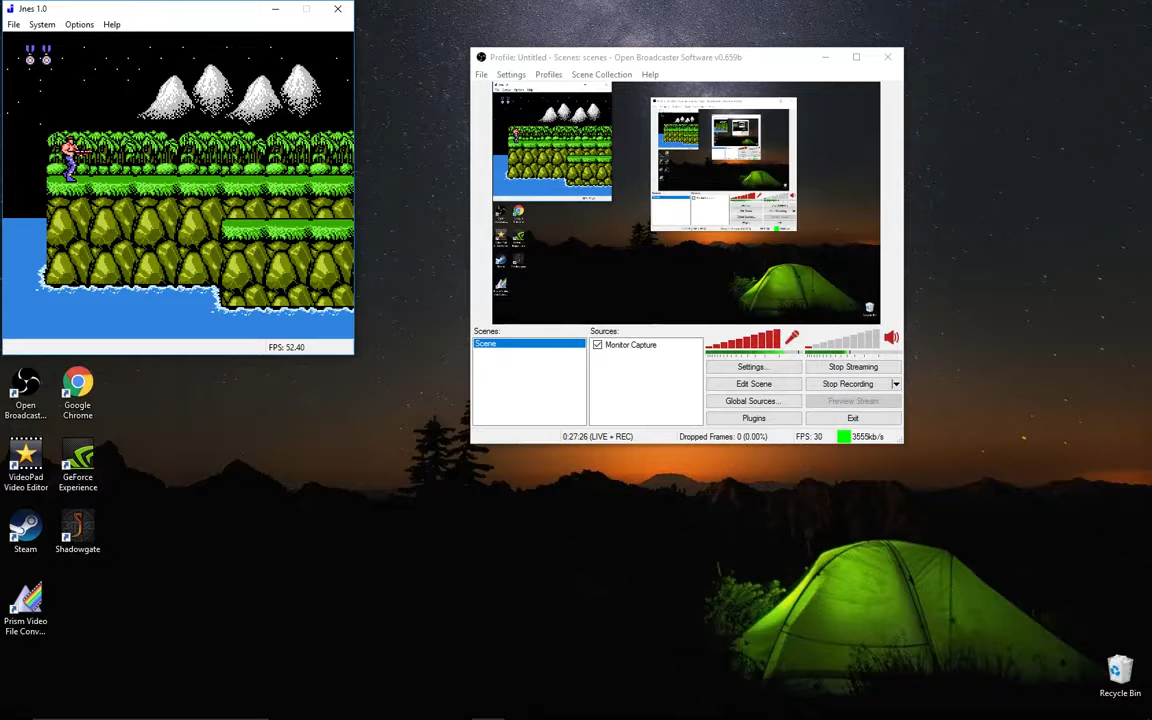 Jnes 1.0
File System Options Help
FPS: 52.40
Profile: Untitled - Scenes: scenes - Open Broadcaster Software v0.659b
File Settings Profiles Scene Collection Help
Scenes:
Sources:
Scene
Monitor Capture
Settings...
Stop Streaming
Edit Scene
Stop Recording
Global Sources...
Preview Stream
Plugins
Exit
0:27:26 (LIVE + REC)
Dropped Frames: 0 (0.00%)
FPS: 30
3555kb/s
Open
Broadcast...
Google
Chrome
VideoPad
Video Editor
GeForce
Experience
Steam
Shadowgate
Prism Video
File Conv...
Recycle Bin